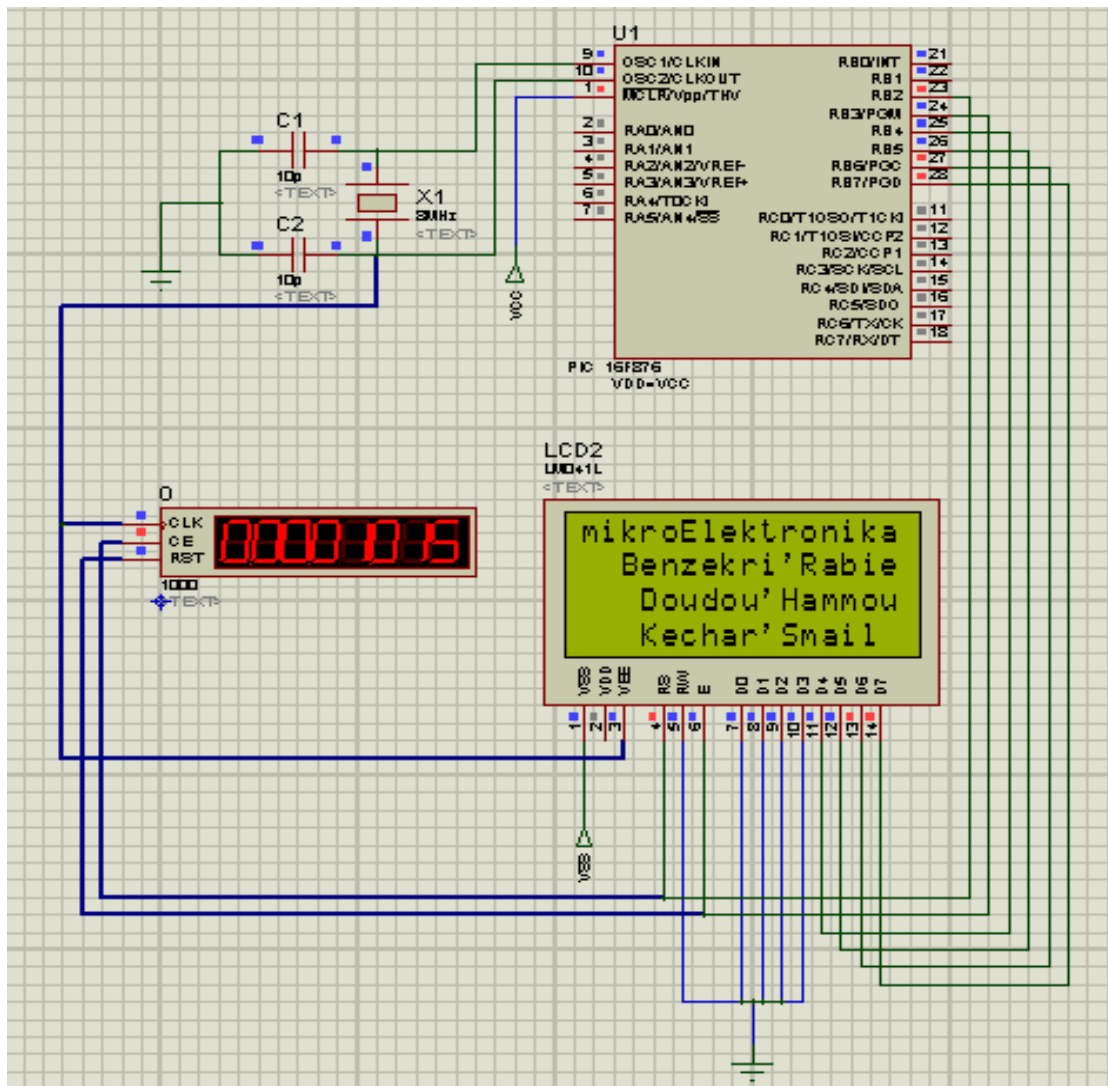 U1
9
OSC1/CLKIN
10
OSC2/CLKOUT
1
MCLR/Vpp/THV
2
RA0/AN0
3
RA1/AN1
4
RA2/AN2/VREF-
5
RA3/AN3/VREF+
6
RA4/T0CKI
7
RA5/AN4/SS
RB0/INT
21
RB1
22
RB2
23
RB3/PGM
24
RB4
25
RB5
26
RB6/PGC
27
RB7/PGD
28
RC0/T1OSO/T1CKI
11
RC1/T1OSI/CCP2
12
RC2/CCP1
13
RC3/SCK/SCL
14
RC4/SDI/SDA
15
RC5/SDO
16
RC6/TX/CK
17
RC7/RX/DT
18
PIC 16F876
VDD=VCC
C1
10p
<TEXT>
X1
8MHz
<TEXT>
C2
10p
<TEXT>
VCC
LCD2
LM041L
<TEXT>
0
CLK
CE
RST
1000
<TEXT>
mikroElektronika
Benzekri'Rabie
Doudou'Hammou
Kechar'Smail
VSS
VDD
VEE
RS
RW
E
D0
D1
D2
D3
D4
D5
D6
D7
1
2
3
4
5
6
7
8
9
10
11
12
13
14
VSS